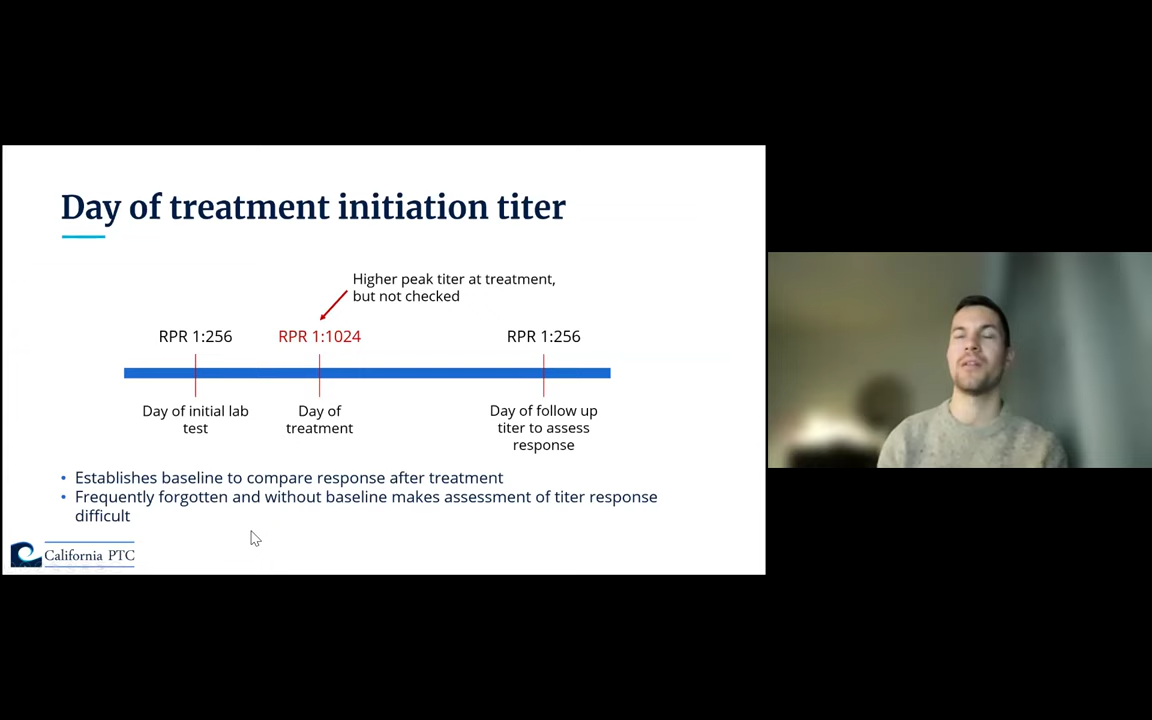 Day of treatment initiation titer
Higher peak titer at treatment,
but not checked
RPR 1:256
RPR 1:1024
RPR 1:256
Day of initial lab
test
Day of
treatment
Day of follow up
titer to assess
response
• Establishes baseline to compare response after treatment
• Frequently forgotten and without baseline makes assessment of titer response
difficult
California PTC